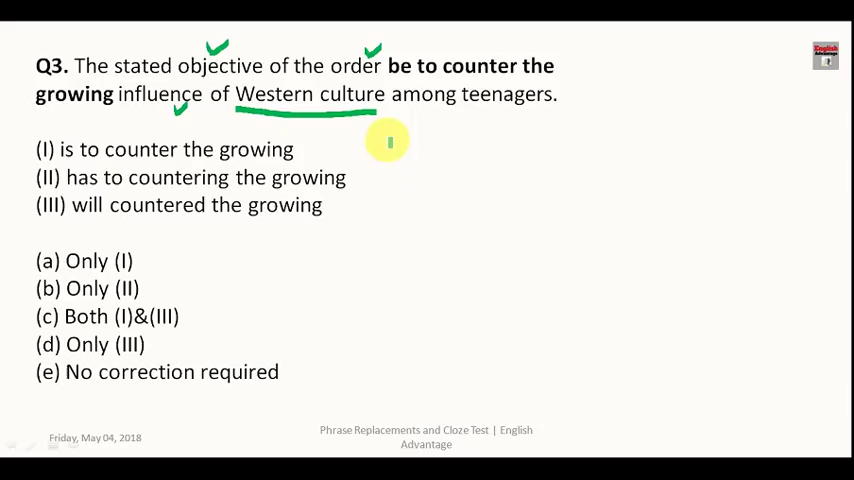 English
Advantage
Q3. The stated objective of the order be to counter the
growing influence of Western culture among teenagers.
(I) is to counter the growing
(II) has to countering the growing
(III) will countered the growing
(a) Only (I)
(b) Only (II)
(c) Both (I)&(III)
(d) Only (III)
(e) No correction required
Friday, May 04, 2018
Phrase Replacements and Cloze Test | English
Advantage